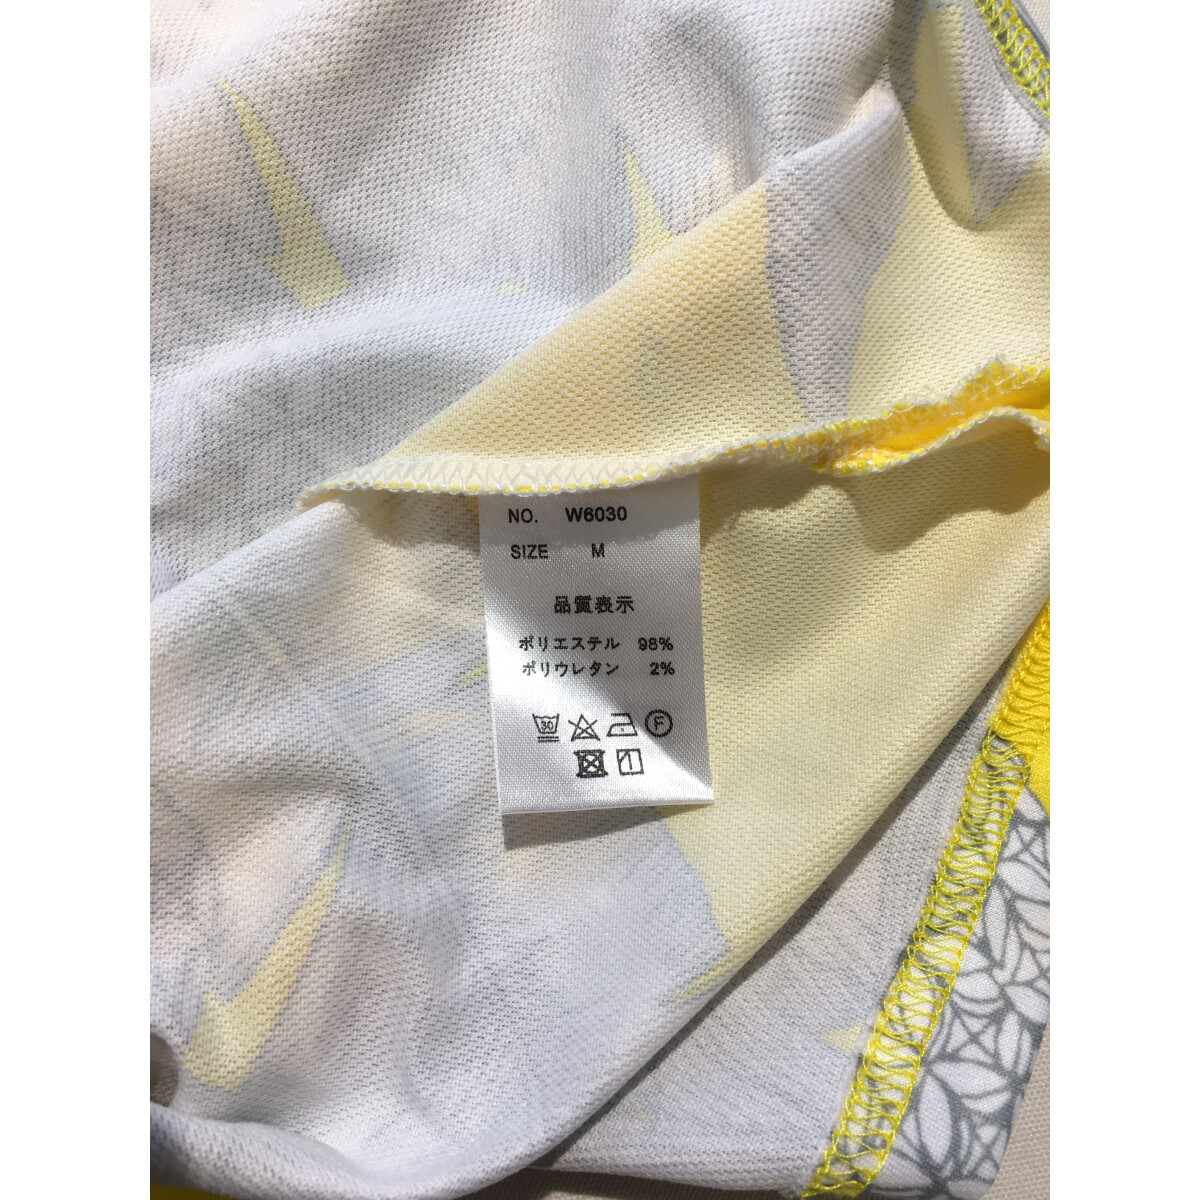 NO. W6030
SIZE M
品質表示
ポリエステル 98%
ポリウレタン 2%
30 F